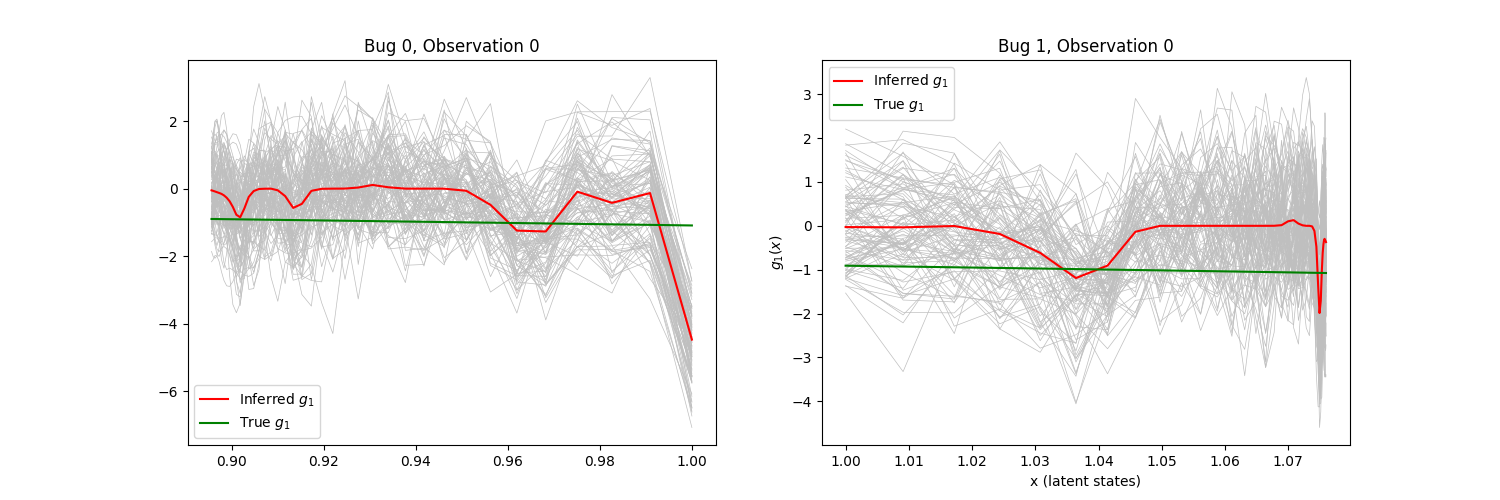 Bug 0, Observation 0
2
0
−2
−4
−6
Inferred g₁
True g₁
0.90 0.92 0.94 0.96 0.98 1.00
Bug 1, Observation 0
Inferred g₁
True g₁
g₁(x)
3
2
1
0
−1
−2
−3
−4
1.00 1.01 1.02 1.03 1.04 1.05 1.06 1.07
x (latent states)